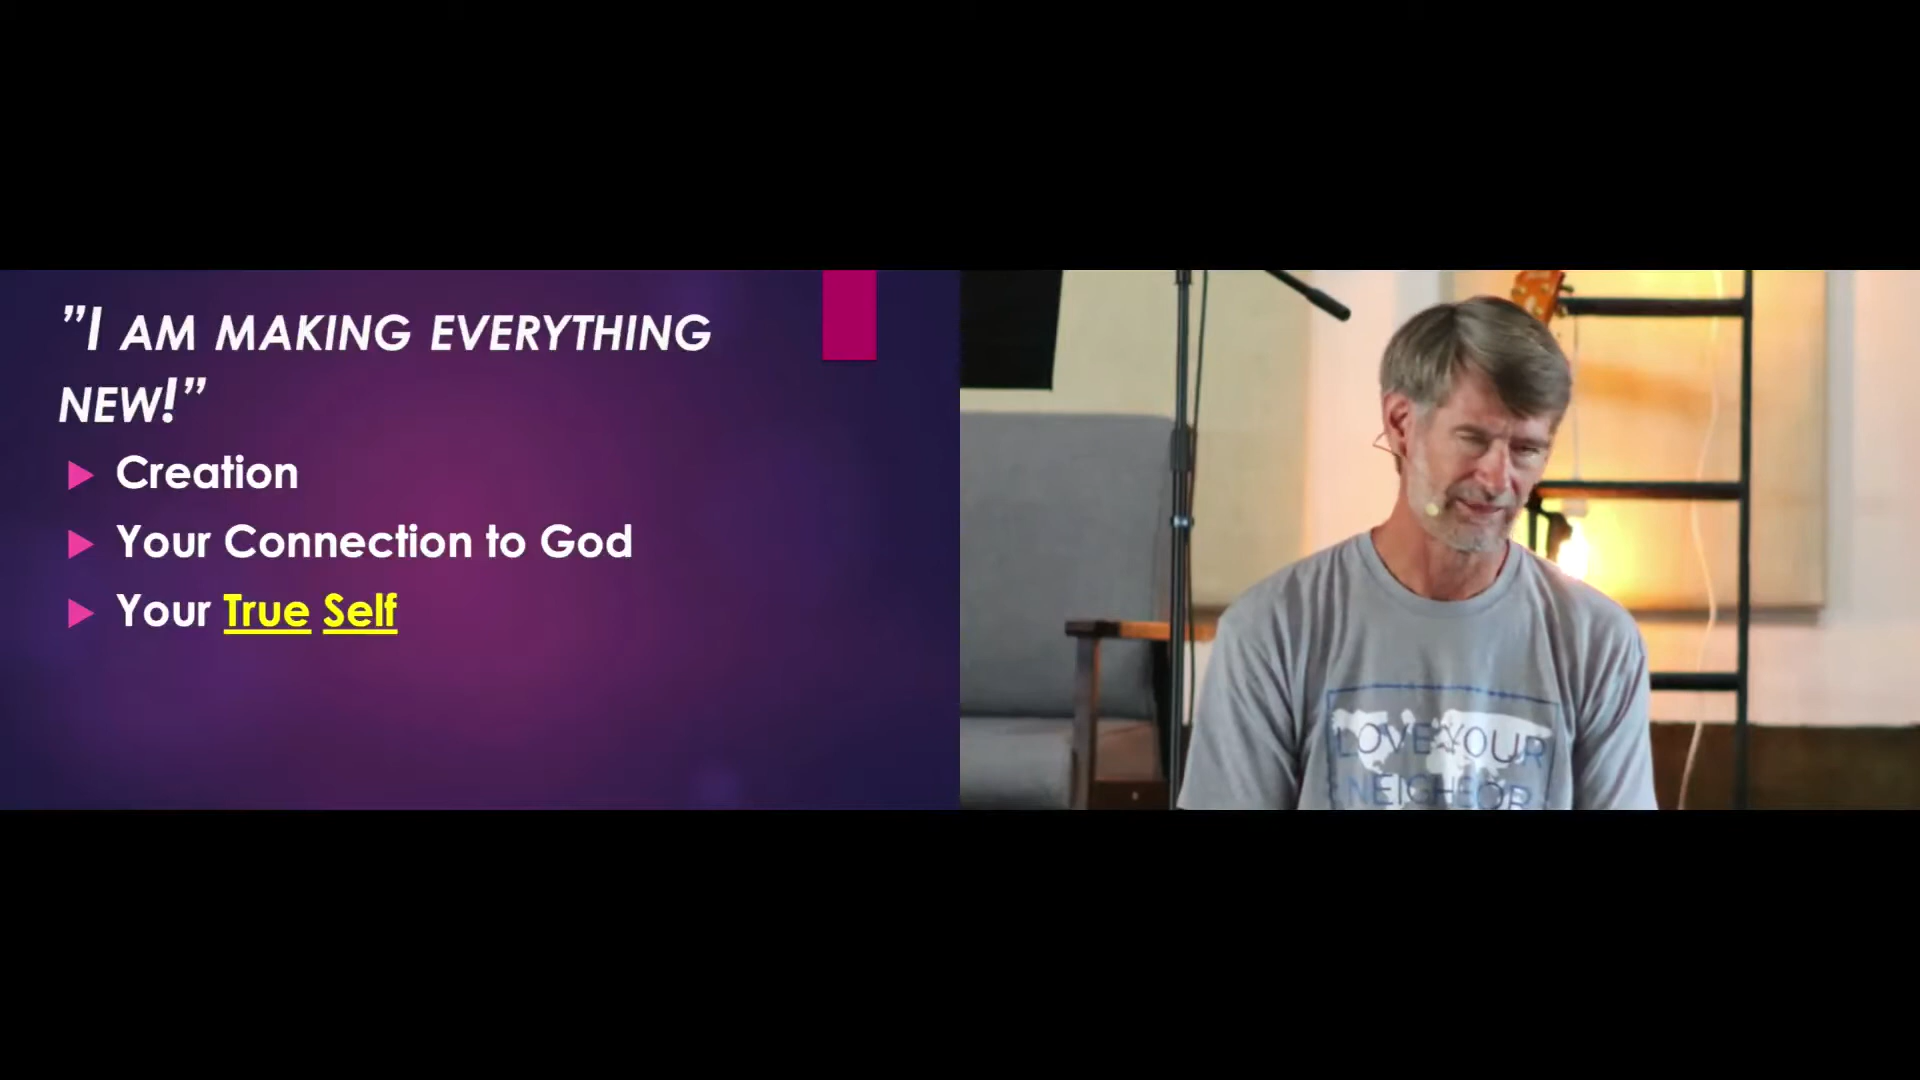 ”I AM MAKING EVERYTHING
NEW!”
Creation
Your Connection to God
Your True Self
LOVE YOUR
NEIGHBOR